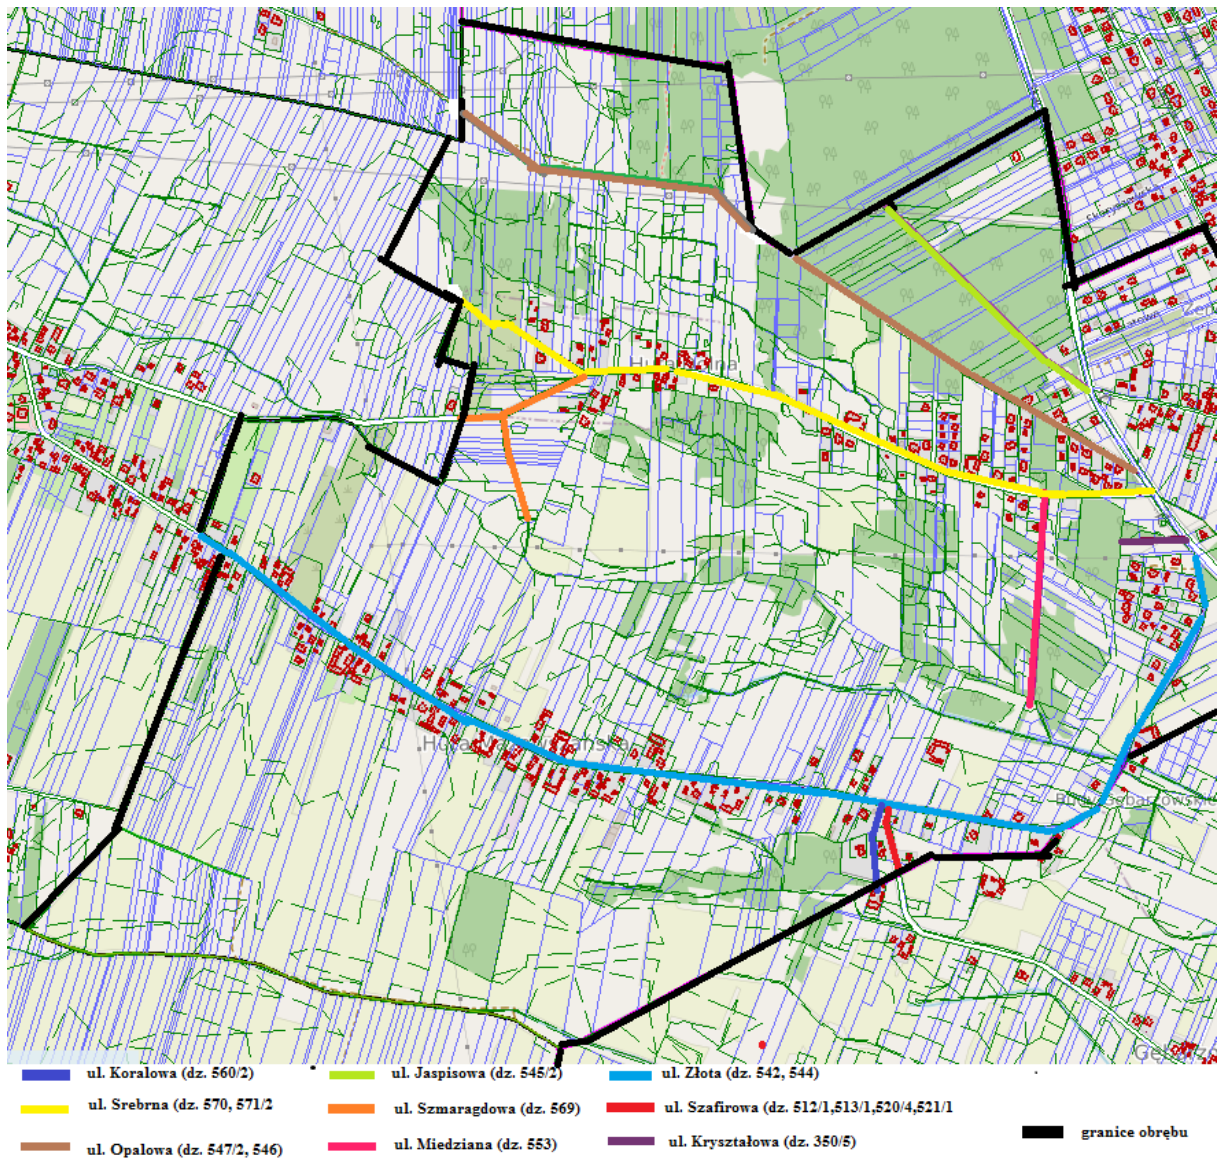 Huta Mazowszańska
ul. Koralowa (dz. 560/2)
ul. Jaspisowa (dz. 545/2)
ul. Złota (dz. 542, 544)
ul. Srebrna (dz. 570, 571/2
ul. Szmaragdowa (dz. 569)
ul. Szafirowa (dz. 512/1,513/1,520/4,521/1
ul. Opalowa (dz. 547/2, 546)
ul. Miedziana (dz. 553)
ul. Kryształowa (dz. 350/5)
granice obrębu